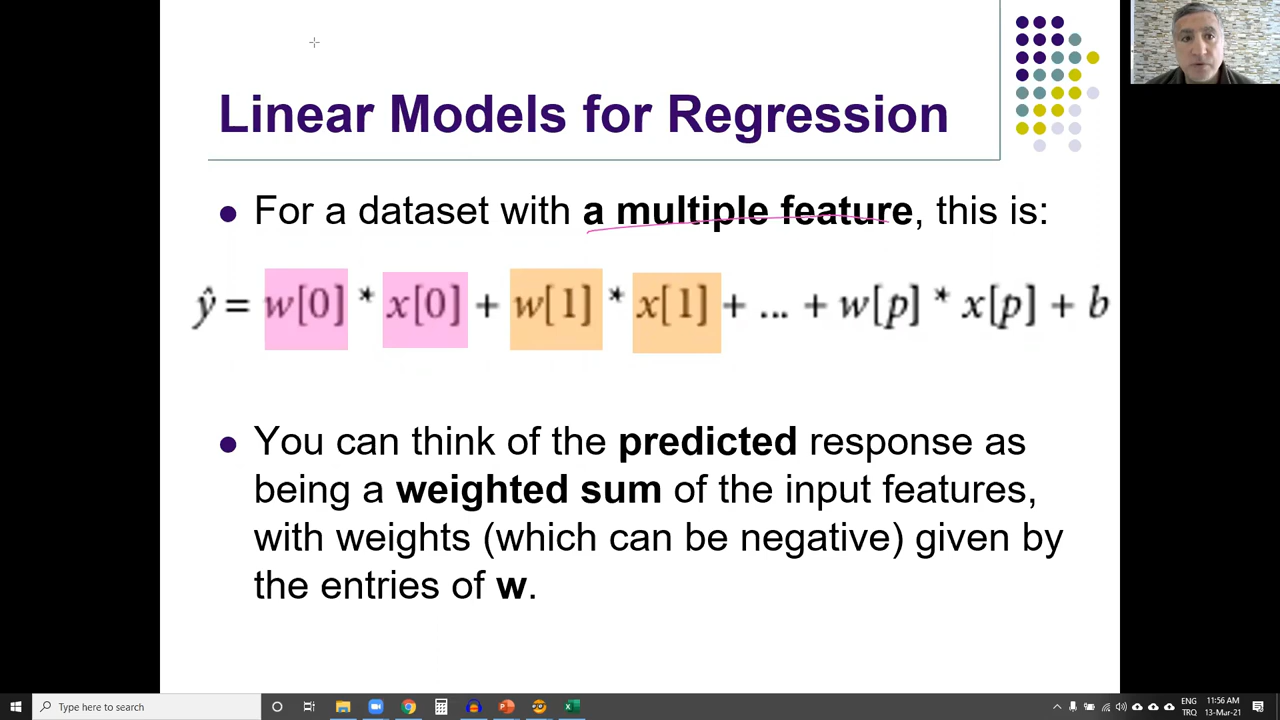 Linear Models for Regression
For a dataset with a multiple feature, this is:
ŷ = w[0] * x[0] + w[1] * x[1] + ... + w[p] * x[p] + b
You can think of the predicted response as
being a weighted sum of the input features,
with weights (which can be negative) given by
the entries of w.
Type here to search
ENG
TRQ
11:56 AM
13-Mar-21